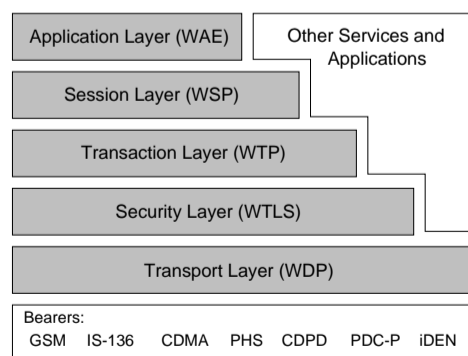 Application Layer (WAE)
Other Services and
Applications
Session Layer (WSP)
Transaction Layer (WTP)
Security Layer (WTLS)
Transport Layer (WDP)
Bearers:
GSM IS-136 CDMA PHS CDPD PDC-P iDEN